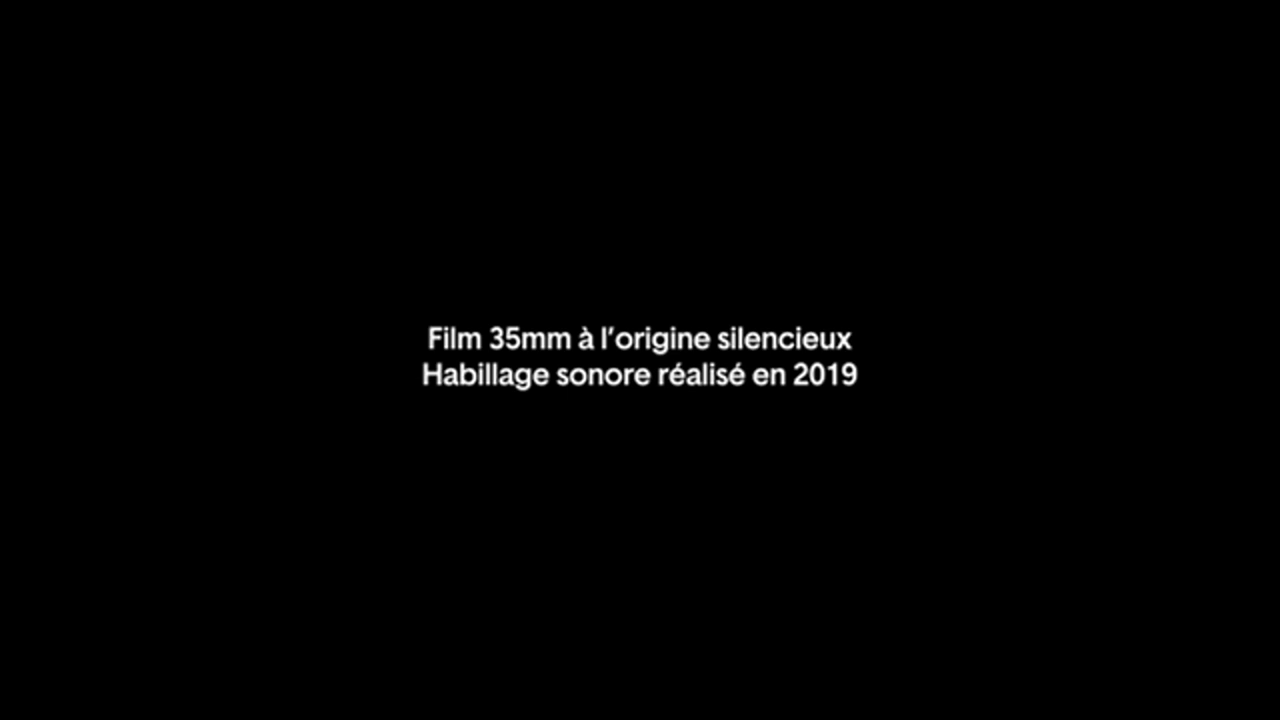 Film 35mm à l’origine silencieux
Habillage sonore réalisé en 2019